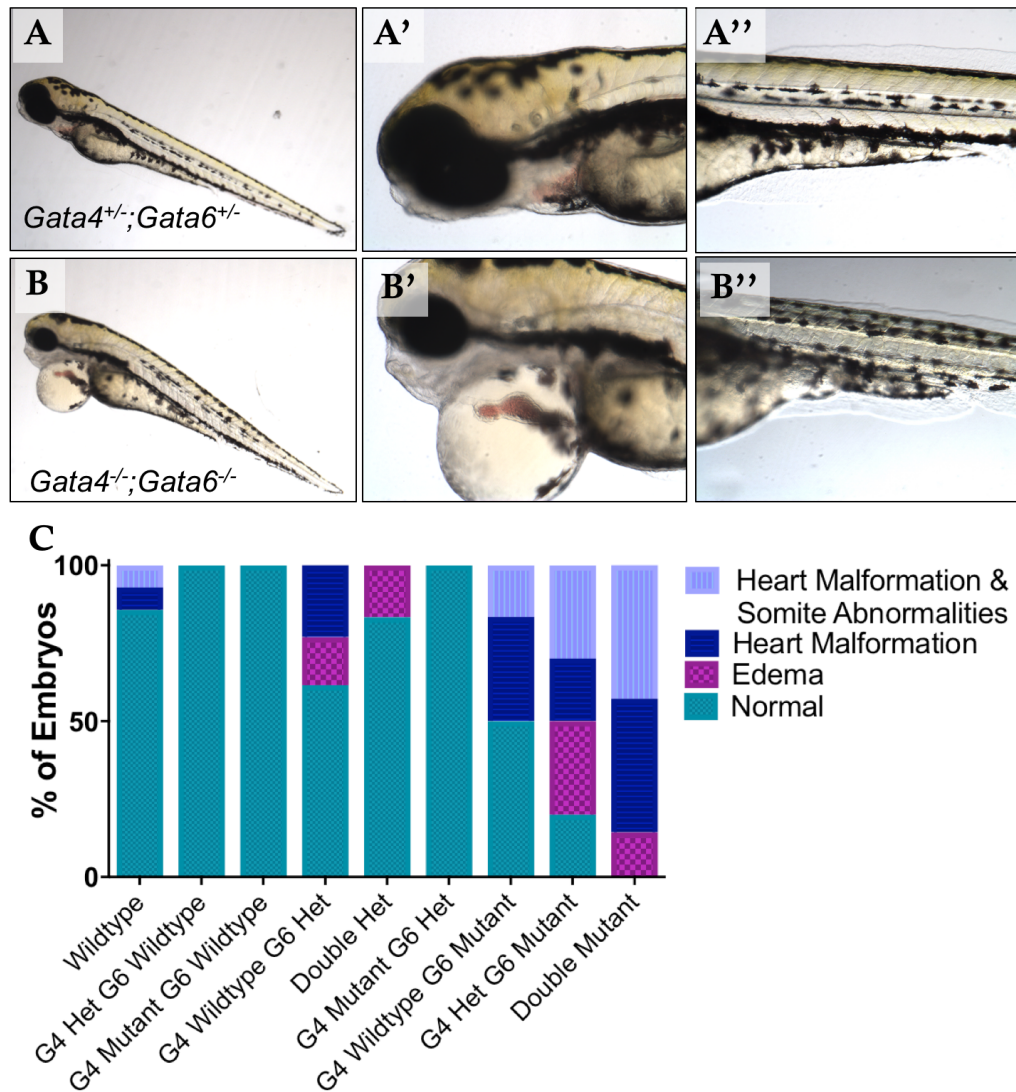 A
A’
A’’
Gata4+/-;Gata6+/-
B
B’
B’’
Gata4-/-;Gata6-/-
C
100
50
0
% of Embryos
Heart Malformation &
Somite Abnormalities
Heart Malformation
Edema
Normal
Wildtype
G4 Het G6 Wildtype
G4 Mutant G6 Wildtype
G4 Wildtype G6 Het
Double Het
G4 Mutant G6 Het
G4 Wildtype G6 Mutant
G4 Het G6 Mutant
Double Mutant